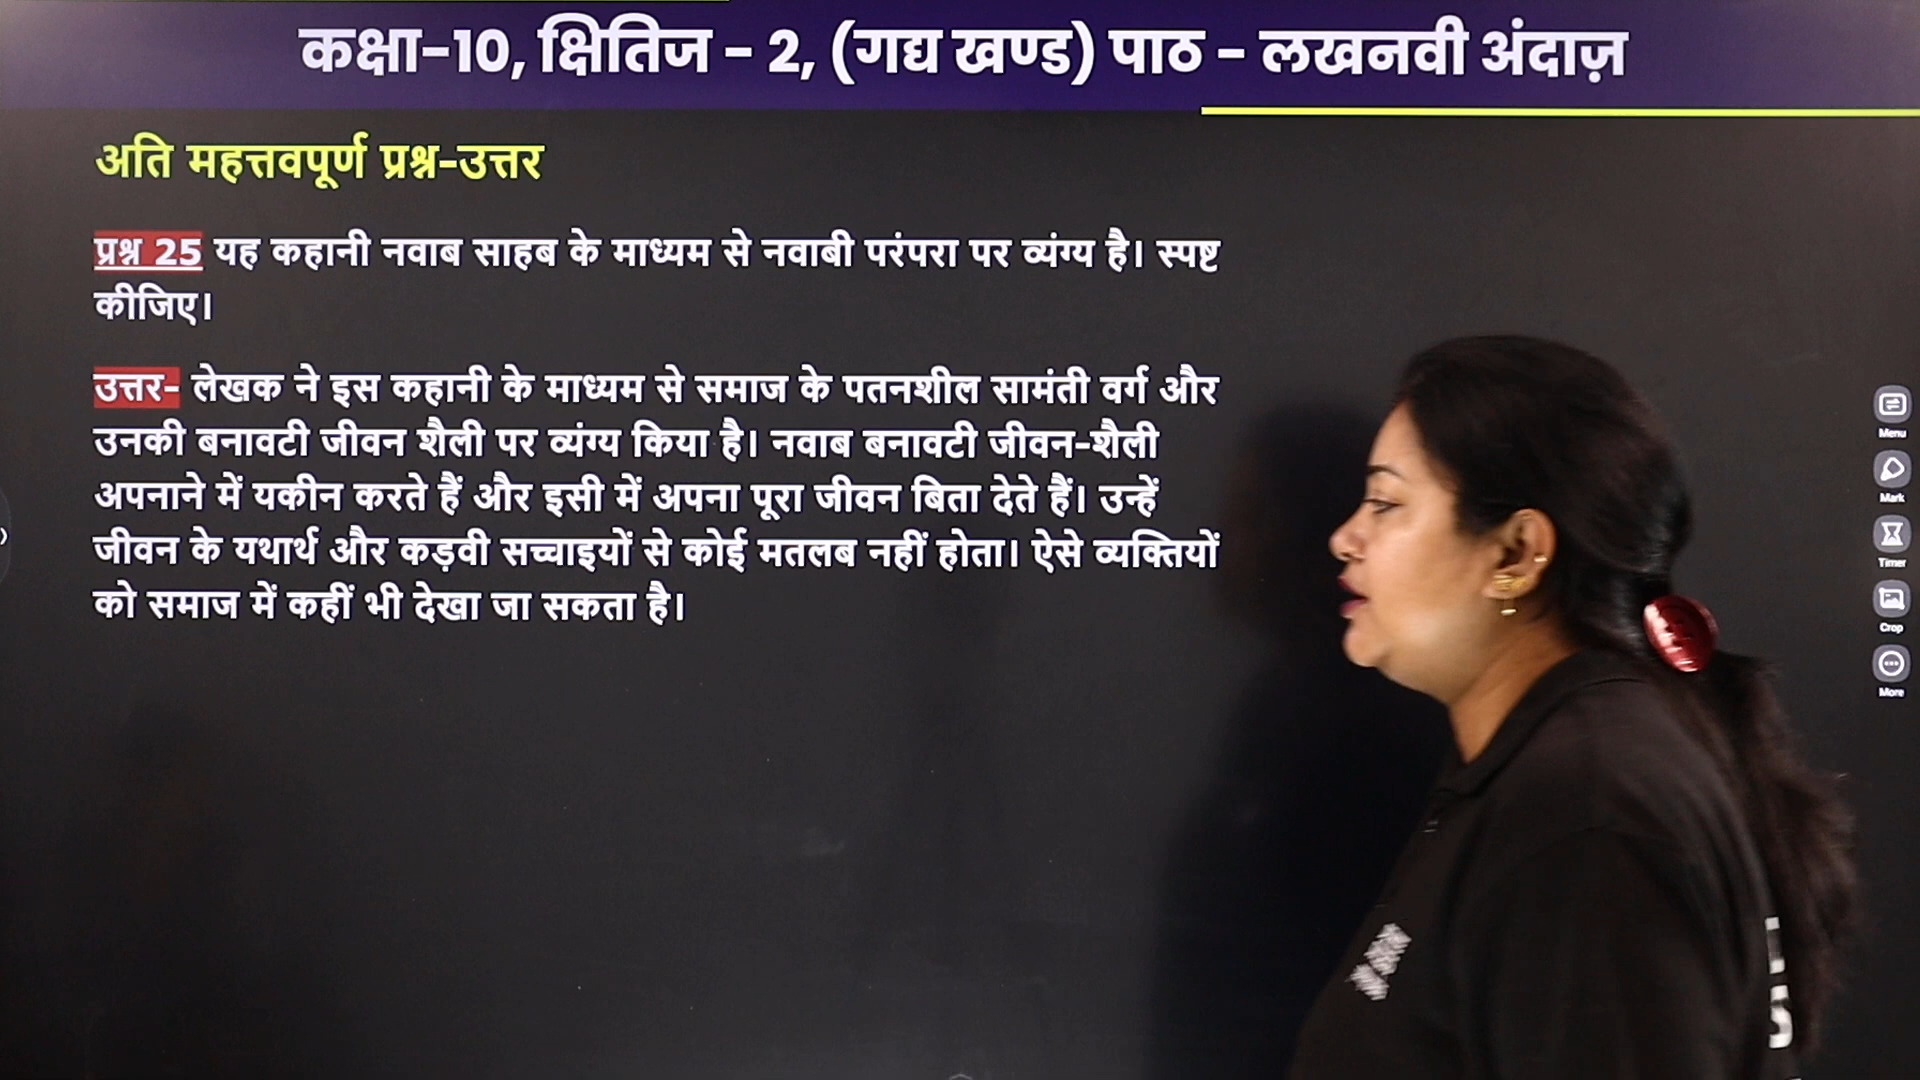 कक्षा-10, क्षितिज - 2, (गद्य खण्ड) पाठ - लखनवी अंदाज़
अति महत्तवपूर्ण प्रश्न-उत्तर
प्रश्न 25 यह कहानी नवाब साहब के माध्यम से नवाबी परंपरा पर व्यंग्य है। स्पष्ट
कीजिए।
उत्तर- लेखक ने इस कहानी के माध्यम से समाज के पतनशील सामंती वर्ग और
उनकी बनावटी जीवन शैली पर व्यंग्य किया है। नवाब बनावटी जीवन-शैली
अपनाने में यकीन करते हैं और इसी में अपना पूरा जीवन बिता देते हैं। उन्हें
जीवन के यथार्थ और कड़वी सच्चाइयों से कोई मतलब नहीं होता। ऐसे व्यक्तियों
को समाज में कहीं भी देखा जा सकता है।
Menu
Mark
Timer
Crop
More